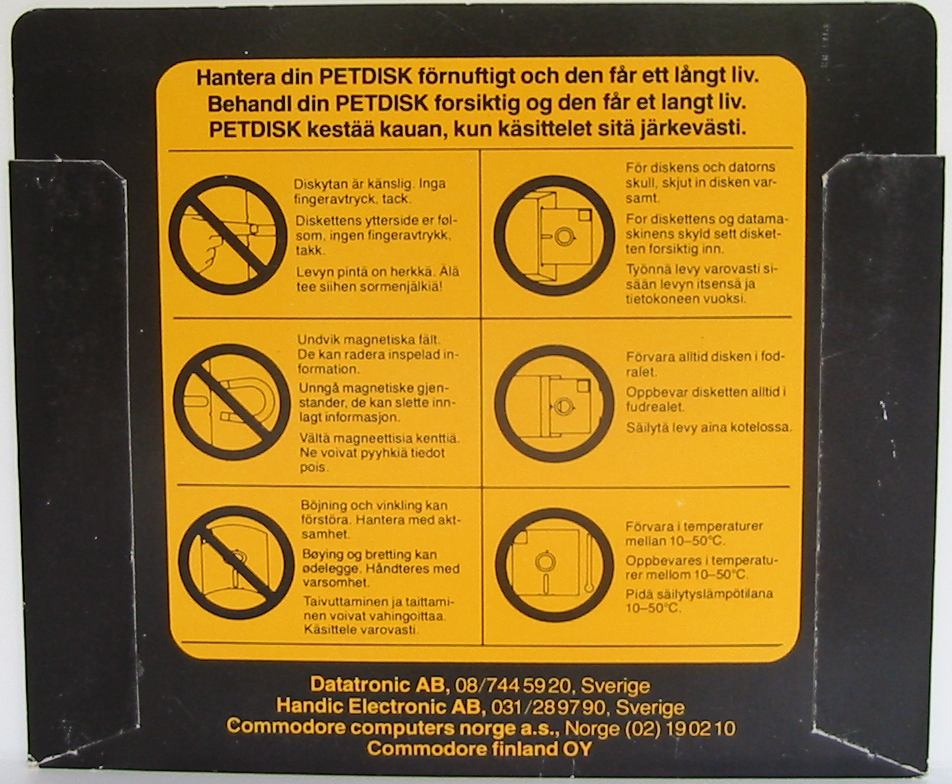 Hantera din PETDISK förnuftigt och den får ett långt liv.
Behandl din PETDISK forsiktig og den får et langt liv.
PETDISK kestää kauan, kun käsittelet sitä järkevästi.
Diskytan är känslig. Inga
fingeravtryck, tack.
Diskettens ytterside er føl-
som, ingen fingeravtrykk,
takk.
Levyn pintä on herkkä. Älä
tee siihen sormenjälkiä!
För diskens och datorns
skull, skjut in disken var-
samt.
For diskettens og datama-
skinens skyld sett disket-
ten forsiktig inn.
Työnnä levy varovasti si-
sään levyn itsensä ja
tietokoneen vuoksi.
Undvik magnetiska fält.
De kan radera inspelad in-
formation.
Unngå magnetiske gjen-
stander, de kan slette inn-
lagt informasjon.
Vältä magneettisia kenttiä.
Ne voivat pyyhkiä tiedot
pois.
Förvara alltid disken i fod-
ralet.
Oppbevar disketten alltid i
fudrealet.
Säilytä levy aina kotelossa.
Böjning och vinkling kan
förstöra. Hantera med akt-
samhet.
Bøying og bretting kan
ødelegge. Håndteres med
varsomhet.
Taivuttaminen ja taittami-
nen voivat vahingoittaa.
Käsittele varovasti.
Förvara i temperaturer
mellan 10–50°C.
Oppbevares i temperatu-
rer mellom 10–50°C.
Pidä säilytyslämpötilana
10–50°C.
Datatronic AB, 08/744 59 20, Sverige
Handic Electronic AB, 031/28 97 90, Sverige
Commodore computers norge a.s., Norge (02) 19 02 10
Commodore finland OY